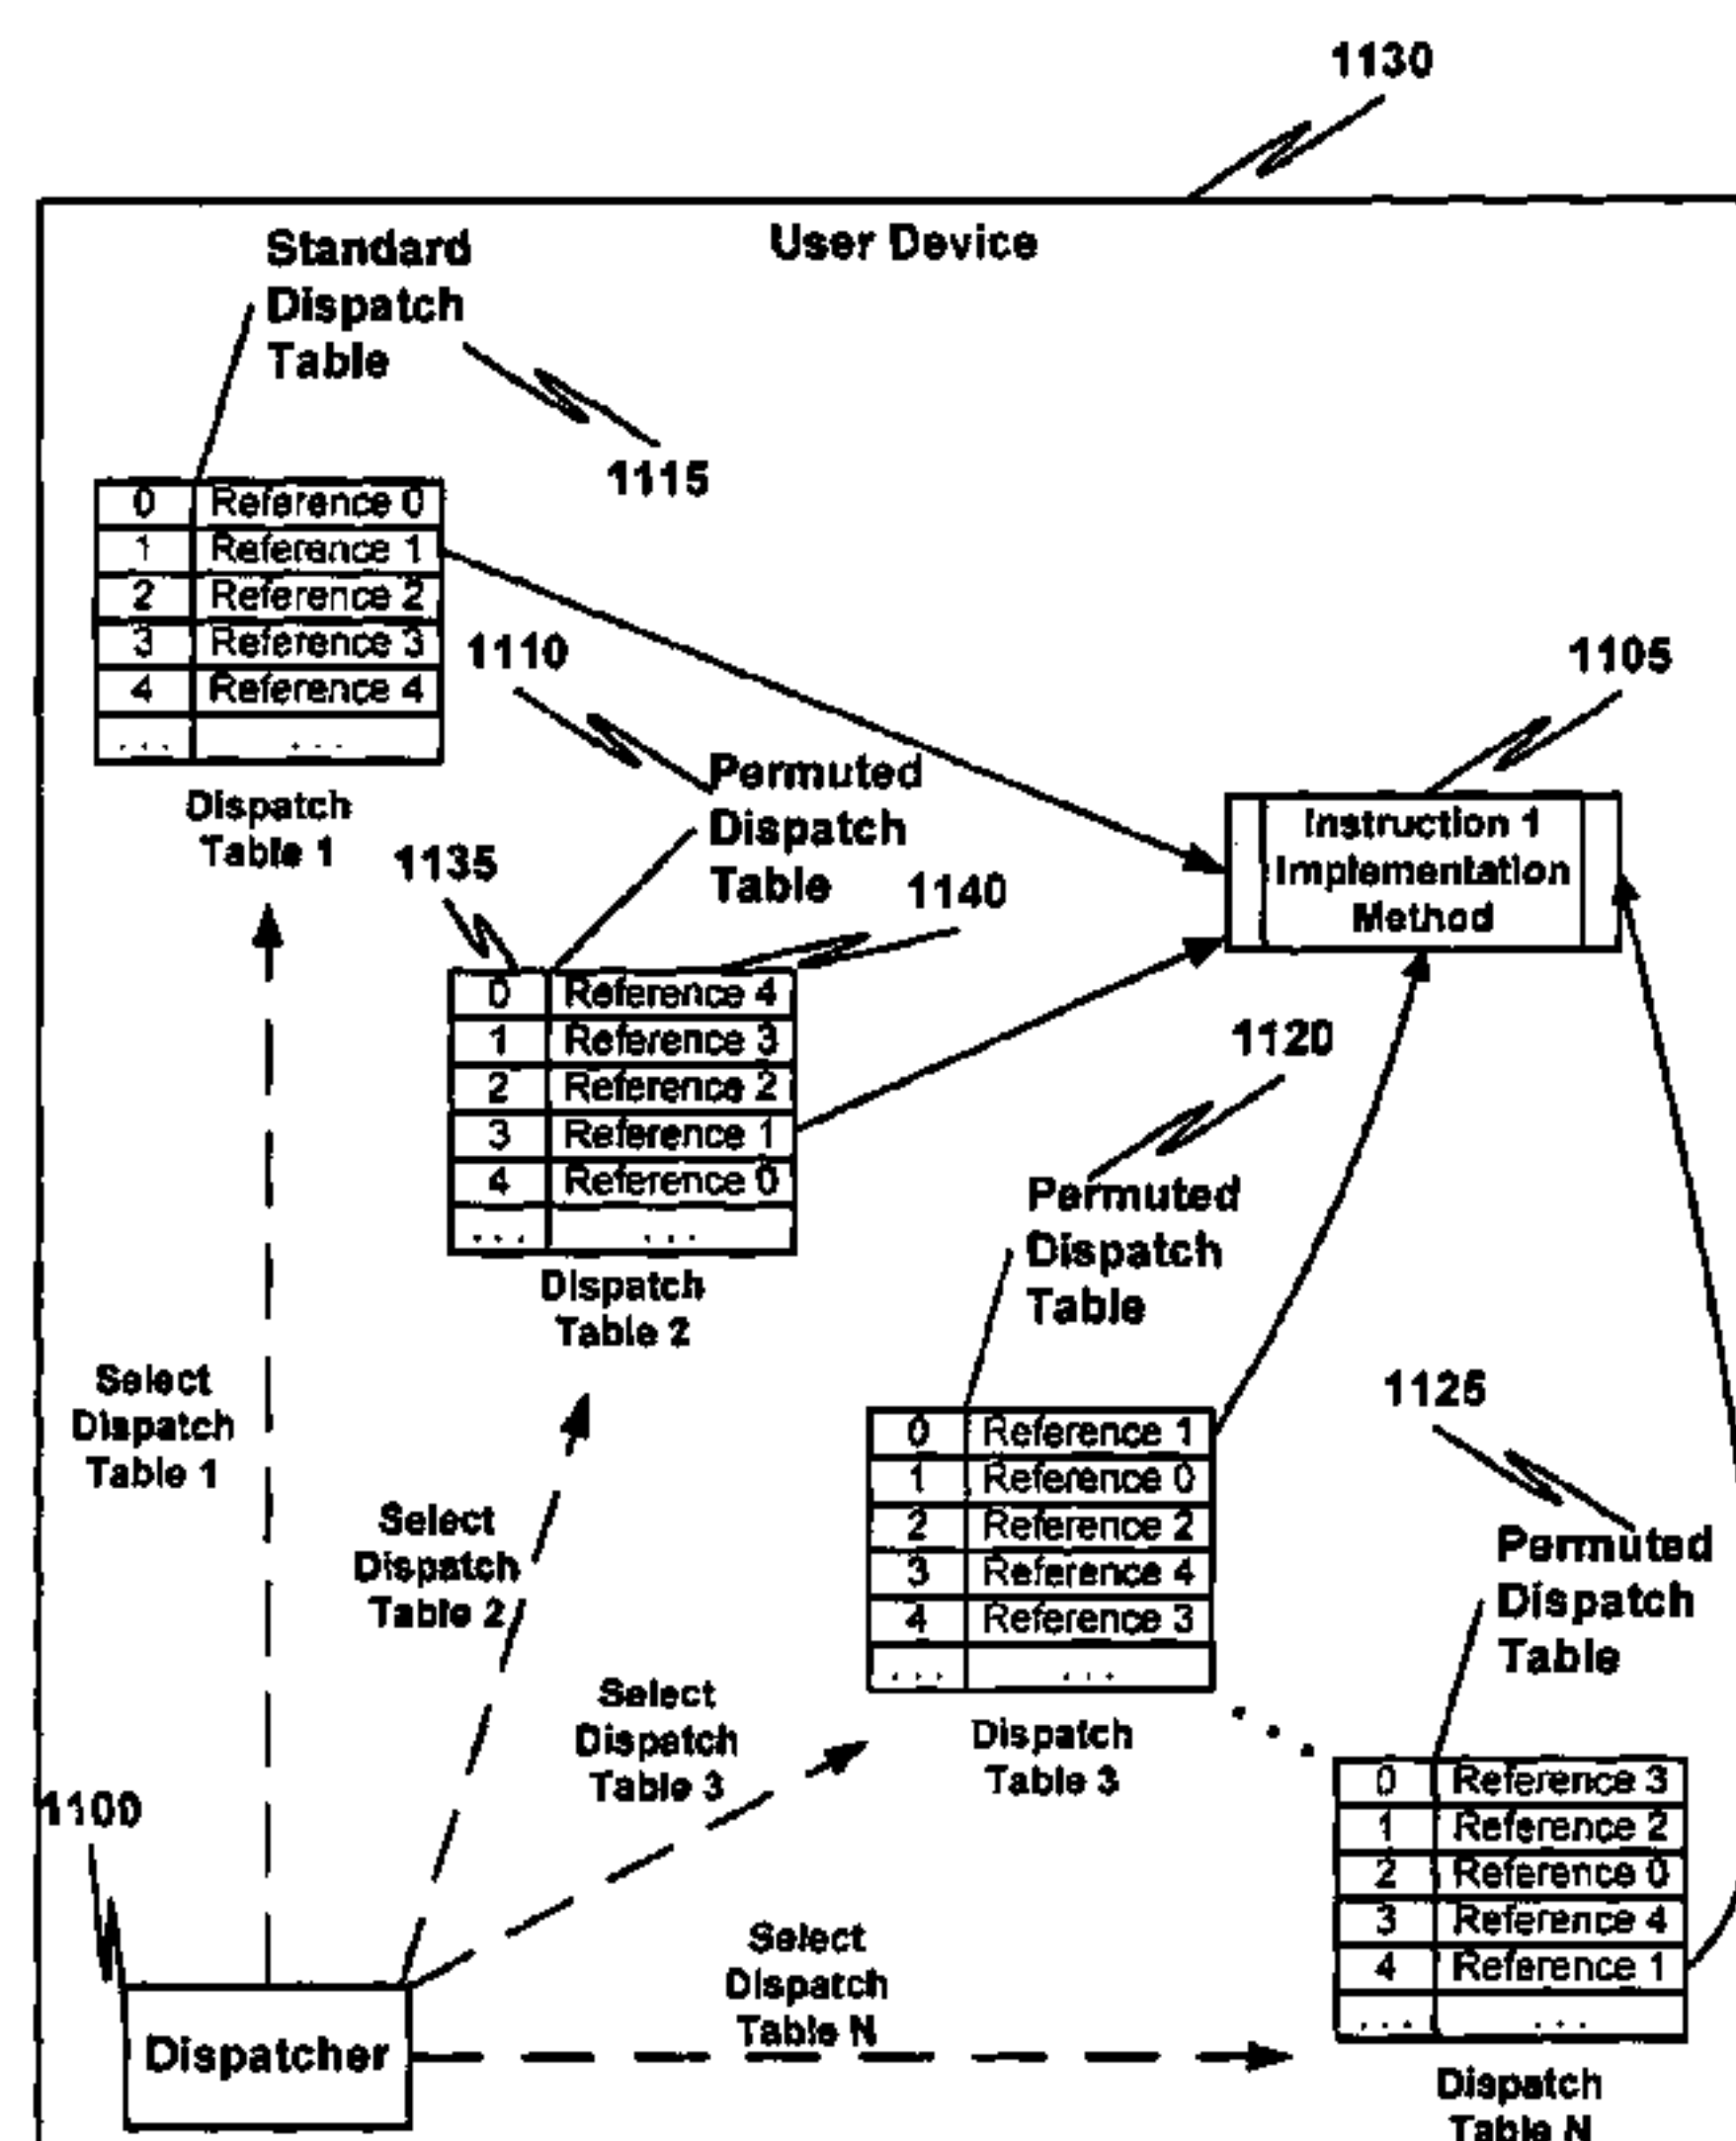 1130
User Device
Standard
Dispatch
Table
1115
0 Reference 0
1 Reference 1
2 Reference 2
3 Reference 3
4 Reference 4
... ...
Dispatch
Table 1
1110
Permuted
Dispatch
Table
1135
1140
0 Reference 4
1 Reference 3
2 Reference 2
3 Reference 1
4 Reference 0
... ...
Dispatch
Table 2
1105
Instruction 1
Implementation
Method
1120
Permuted
Dispatch
Table
0 Reference 1
1 Reference 0
2 Reference 2
3 Reference 4
4 Reference 3
... ...
Dispatch
Table 3
1125
Permuted
Dispatch
Table
0 Reference 3
1 Reference 2
2 Reference 0
3 Reference 4
4 Reference 1
... ...
Dispatch
Table N
Select
Dispatch
Table 1
Select
Dispatch
Table 2
Select
Dispatch
Table 3
Select
Dispatch
Table N
1100
Dispatcher